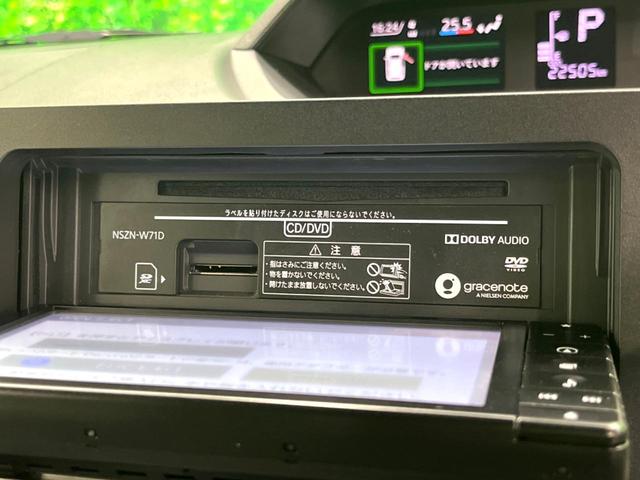 16:24
25.5
P
ドアが開いています
22505km
ラベルを貼り付けたディスクはご使用にならないでください。
CD/DVD
NSZN-W71D
DOLBY AUDIO
注 意
・指はさみにご注意ください。
・物を置かないでください。
・開けたまま放置しないでください。
DVD
VIDEO
gracenote
A NIELSEN COMPANY